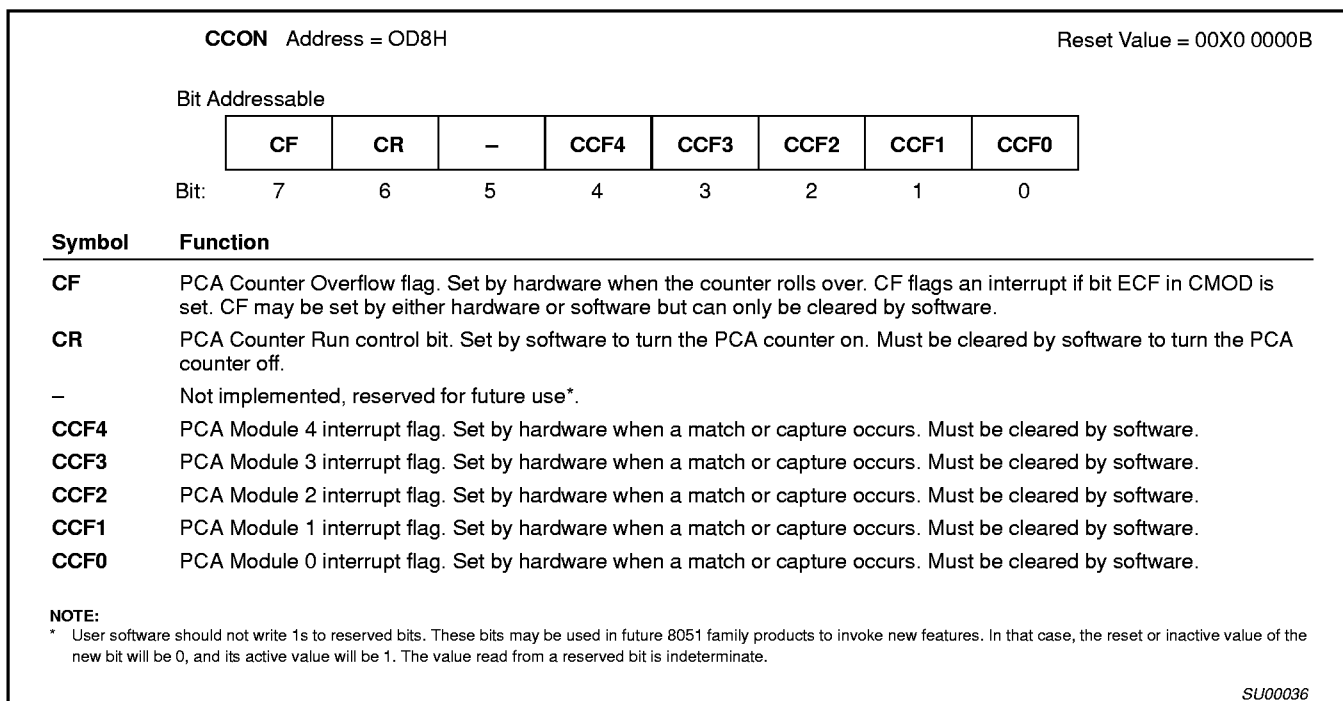 CCON Address = OD8H Reset Value = 00X0 0000B
Bit Addressable
CF CR – CCF4 CCF3 CCF2 CCF1 CCF0
Bit: 7 6 5 4 3 2 1 0
Symbol Function
CF PCA Counter Overflow flag. Set by hardware when the counter rolls over. CF flags an interrupt if bit ECF in CMOD is
set. CF may be set by either hardware or software but can only be cleared by software.
CR PCA Counter Run control bit. Set by software to turn the PCA counter on. Must be cleared by software to turn the PCA
counter off.
– Not implemented, reserved for future use*.
CCF4 PCA Module 4 interrupt flag. Set by hardware when a match or capture occurs. Must be cleared by software.
CCF3 PCA Module 3 interrupt flag. Set by hardware when a match or capture occurs. Must be cleared by software.
CCF2 PCA Module 2 interrupt flag. Set by hardware when a match or capture occurs. Must be cleared by software.
CCF1 PCA Module 1 interrupt flag. Set by hardware when a match or capture occurs. Must be cleared by software.
CCF0 PCA Module 0 interrupt flag. Set by hardware when a match or capture occurs. Must be cleared by software.
NOTE:
* User software should not write 1s to reserved bits. These bits may be used in future 8051 family products to invoke new features. In that case, the reset or inactive value of the
new bit will be 0, and its active value will be 1. The value read from a reserved bit is indeterminate.
SU00036